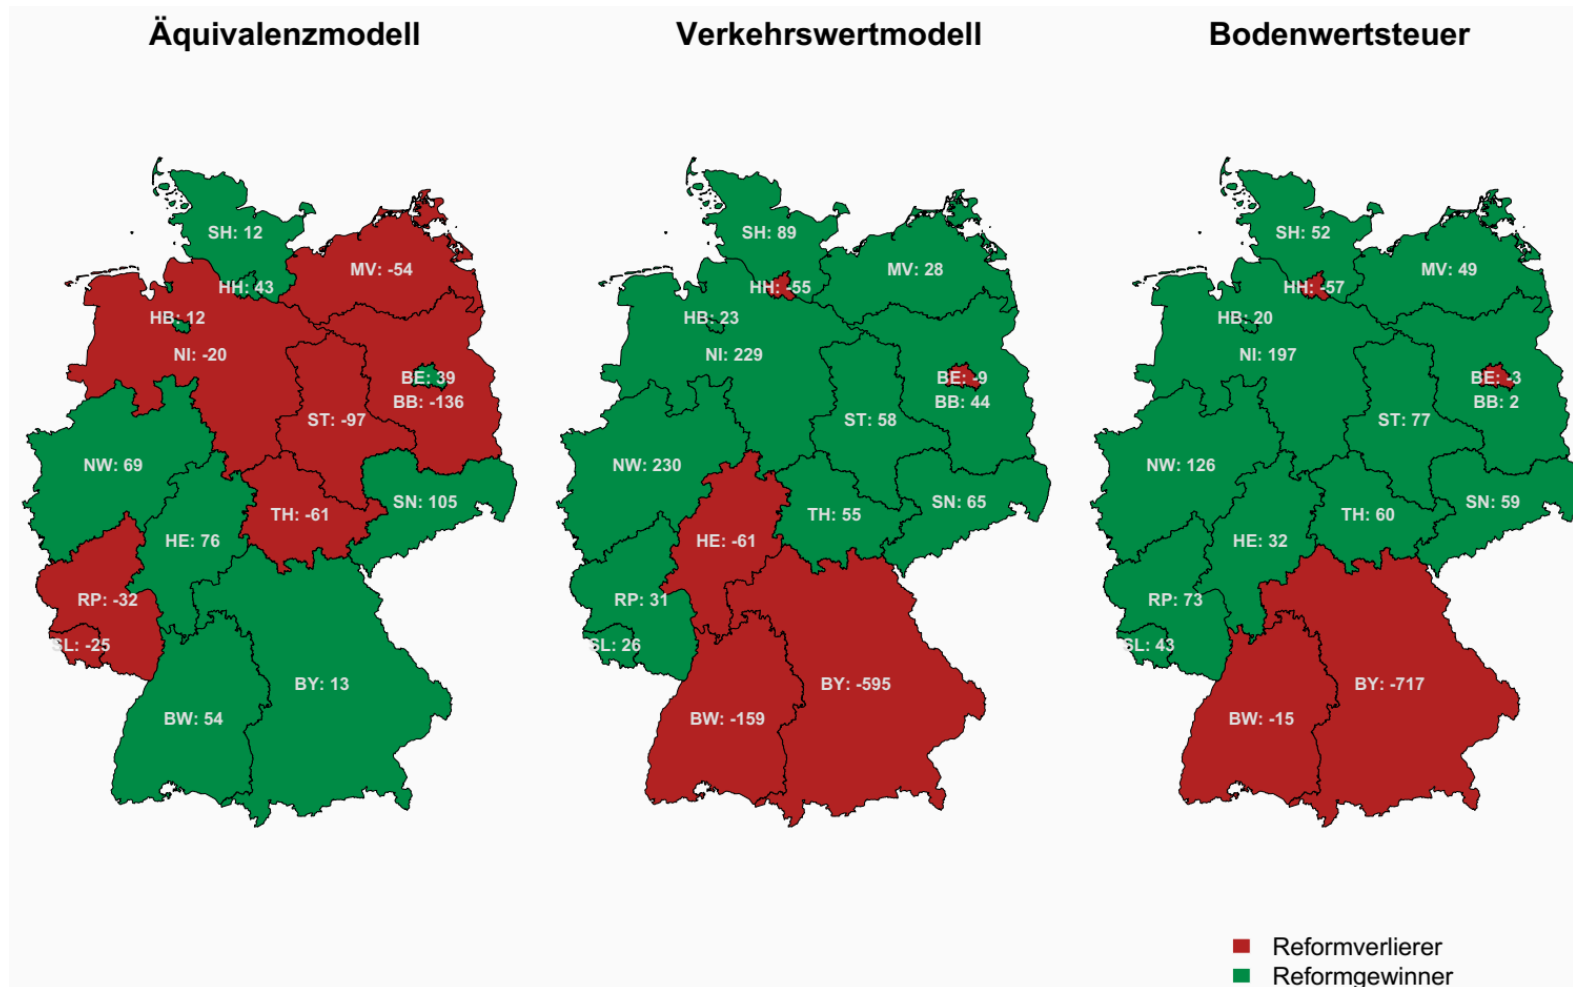 Äquivalenzmodell
SH: 12
MV: -54
HH: 43
HB: 12
NI: -20
BE: 39
BB: -136
ST: -97
NW: 69
SN: 105
TH: -61
HE: 76
RP: -32
SL: -25
BY: 13
BW: 54
Verkehrswertmodell
SH: 89
MV: 28
HH: -55
HB: 23
NI: 229
BE: -9
BB: 44
ST: 58
NW: 230
SN: 65
TH: 55
HE: -61
RP: 31
SL: 26
BY: -595
BW: -159
Bodenwertsteuer
SH: 52
MV: 49
HH: -57
HB: 20
NI: 197
BE: -3
BB: 2
ST: 77
NW: 126
SN: 59
TH: 60
HE: 32
RP: 73
SL: 43
BY: -717
BW: -15
Reformverlierer
Reformgewinner